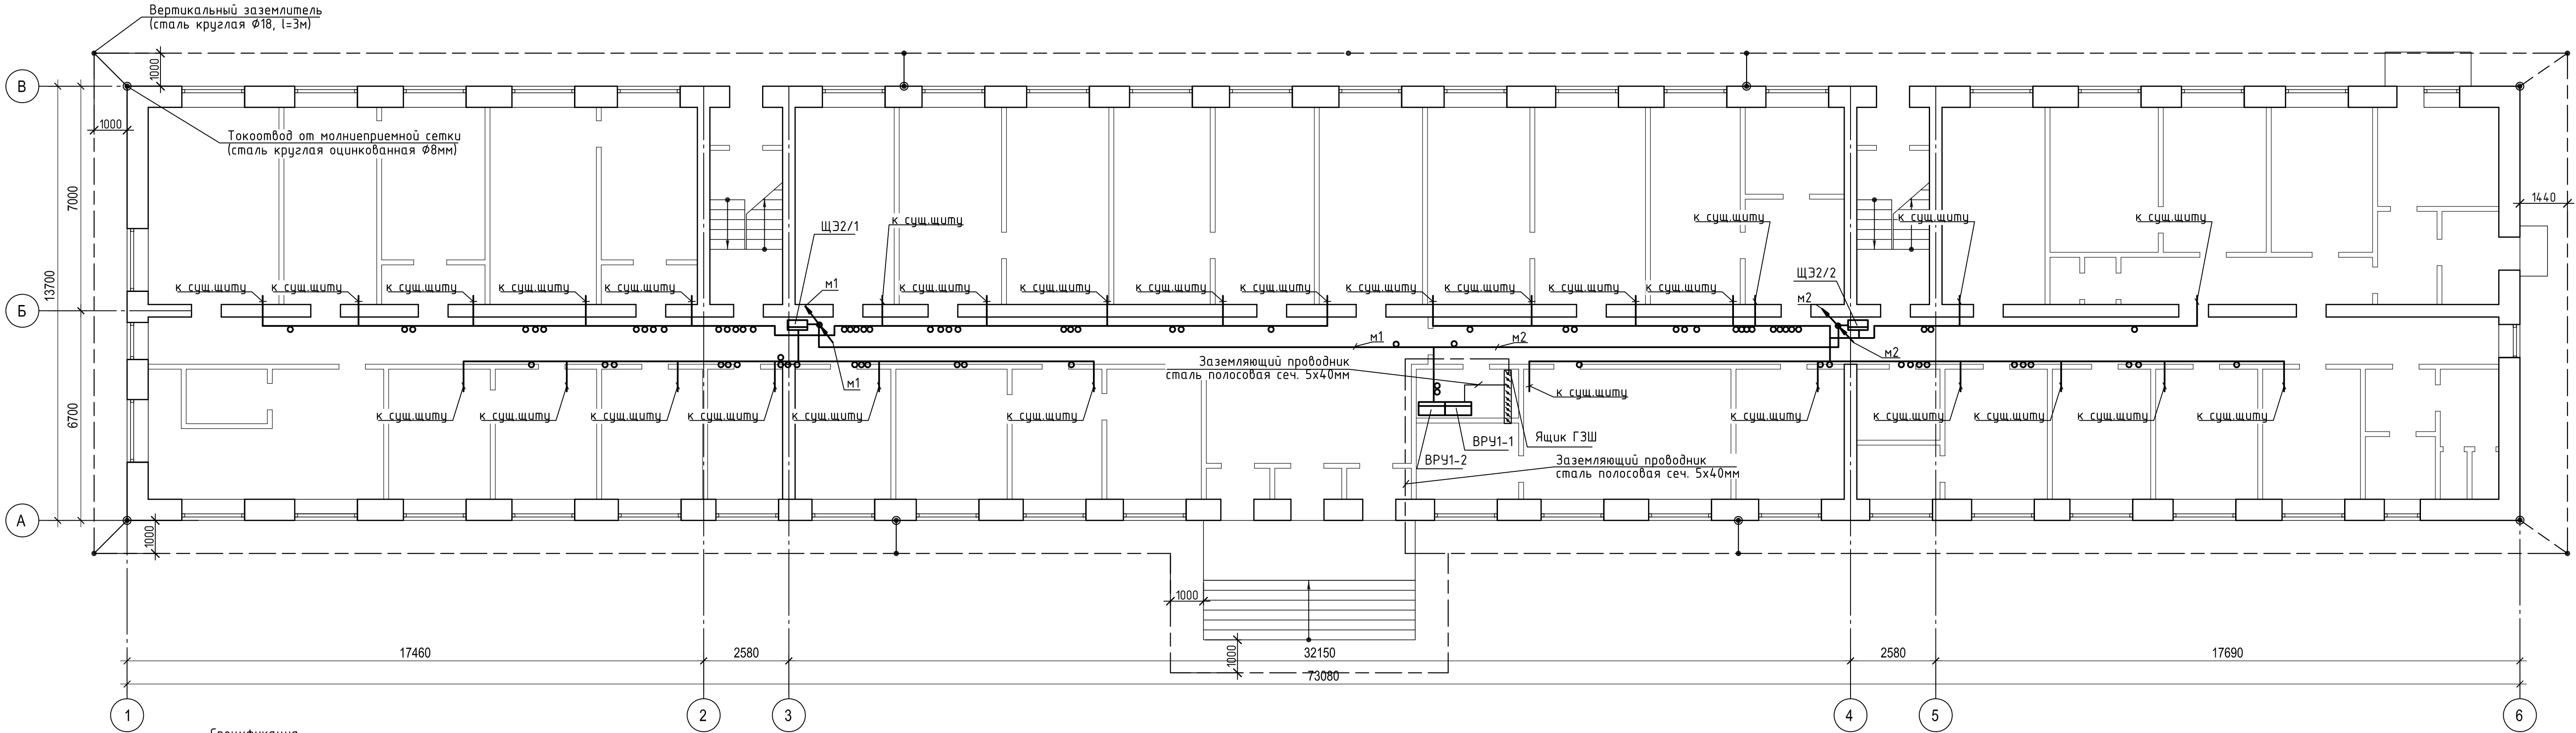 Вертикальный заземлитель
(сталь круглая Ф18, l=3м)
1000
В
1000
Токоотвод от молниеприемной сетки
(сталь круглая оцинкованная Ф8мм)
7000
13700
1440
ЩЭ2/1
к сущ.щиту
к сущ.щиту
к сущ.щиту
к сущ.щиту
ЩЭ2/2
м1
м2
к сущ.щиту
к сущ.щиту
к сущ.щиту
к сущ.щиту
к сущ.щиту
к сущ.щиту
к сущ.щиту
к сущ.щиту
к сущ.щиту
к сущ.щиту
к сущ.щиту
к сущ.щиту
к сущ.щиту
Б
м1
м2
м2
Заземляющий проводник
сталь полосовая сеч. 5х40мм
м1
6700
к сущ.щиту
к сущ.щиту
к сущ.щиту
к сущ.щиту
к сущ.щиту
к сущ.щиту
к сущ.щиту
к сущ.щиту
к сущ.щиту
к сущ.щиту
к сущ.щиту
к сущ.щиту
Ящик ГЗШ
ВРУ1-1
ВРУ1-2
Заземляющий проводник
сталь полосовая сеч. 5х40мм
А
1000
1000
1000
17460
2580
32150
2580
17690
73080
1
2
3
4
5
6